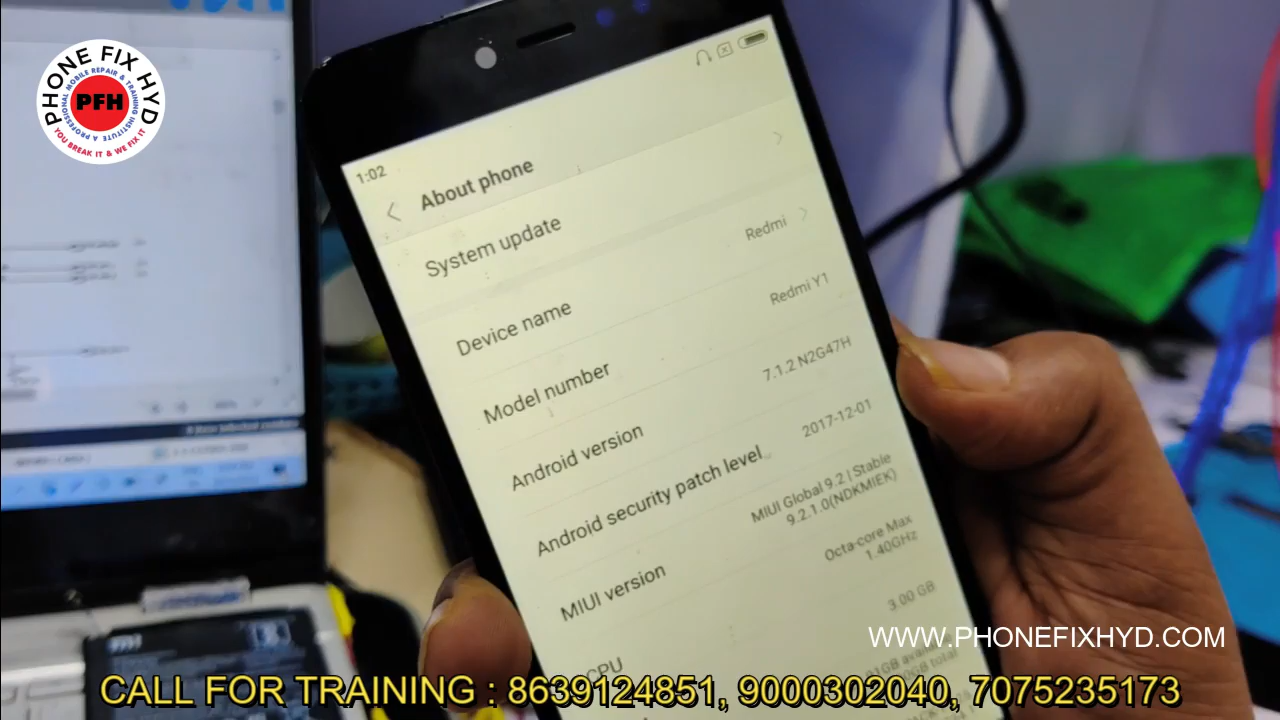 PHONE FIX HYD
A PROFESSIONAL MOBILE REPAIR & TRAINING INSTITUTE
PFH
YOU BREAK IT & WE FIX IT
1:02
About phone
System update
Device name
Redmi
Model number
Redmi Y1
Android version
7.1.2 N2G47H
Android security patch level
2017-12-01
MIUI version
MIUI Global 9.2 | Stable
9.2.1.0(NDKMIEK)
CPU
Octa-core Max
1.40GHz
3.00 GB
total
WWW.PHONEFIXHYD.COM
CALL FOR TRAINING : 8639124851, 9000302040, 7075235173